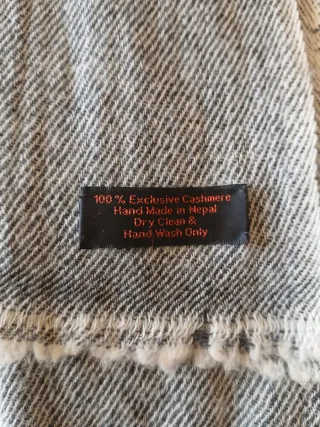 100 % Exclusive Cashmere
Hand Made in Nepal
Dry Clean &
Hand Wash Only